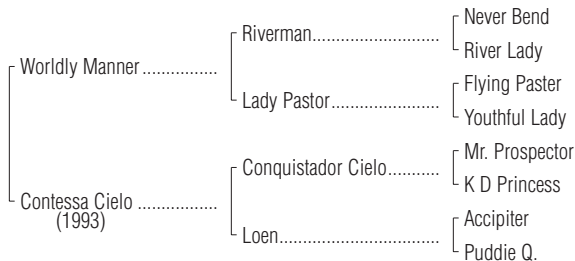 Never Bend
Riverman........................
River Lady
Worldly Manner...............
Flying Paster
Lady Pastor.....................
Youthful Lady
Mr. Prospector
Conquistador Cielo..........
K D Princess
Contessa Cielo ................
(1993)
Accipiter
Loen...............................
Puddie Q.